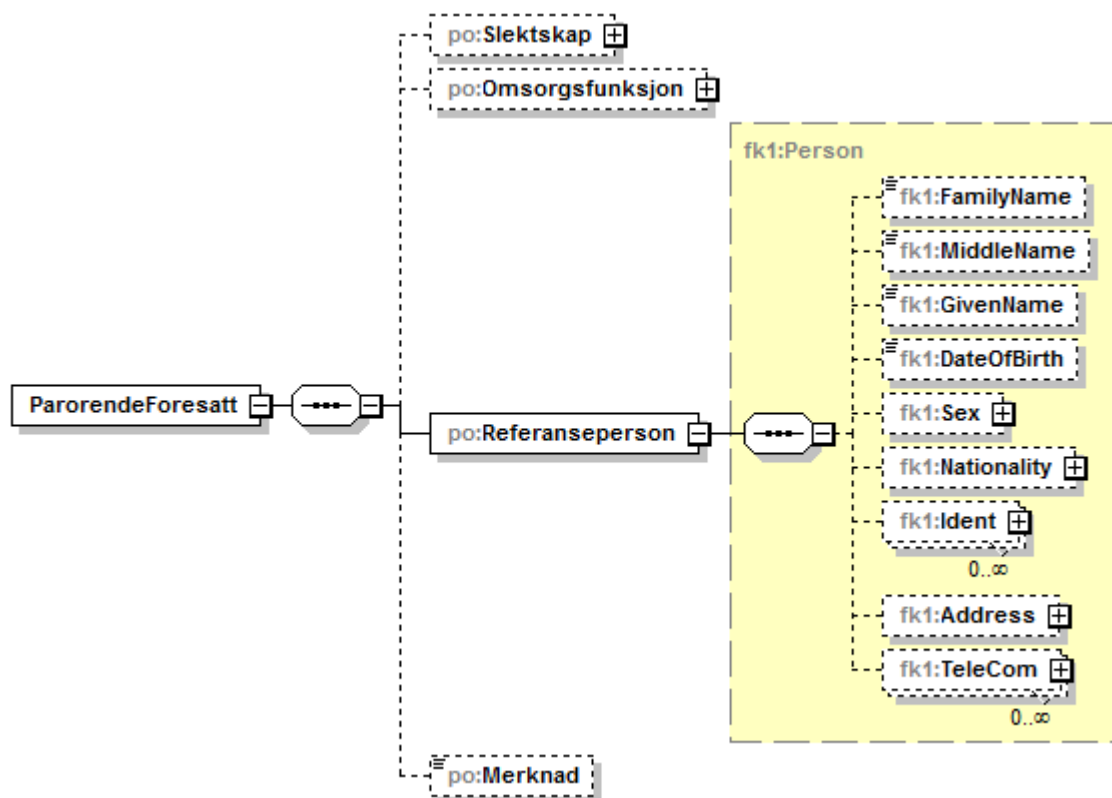 po:Slektskap
po:Omsorgsfunksjon
fk1:Person
fk1:FamilyName
fk1:MiddleName
fk1:GivenName
fk1:DateOfBirth
ParorendeForesatt
fk1:Sex
po:Referanseperson
fk1:Nationality
fk1:Ident
0..∞
fk1:Address
fk1:TeleCom
0..∞
po:Merknad